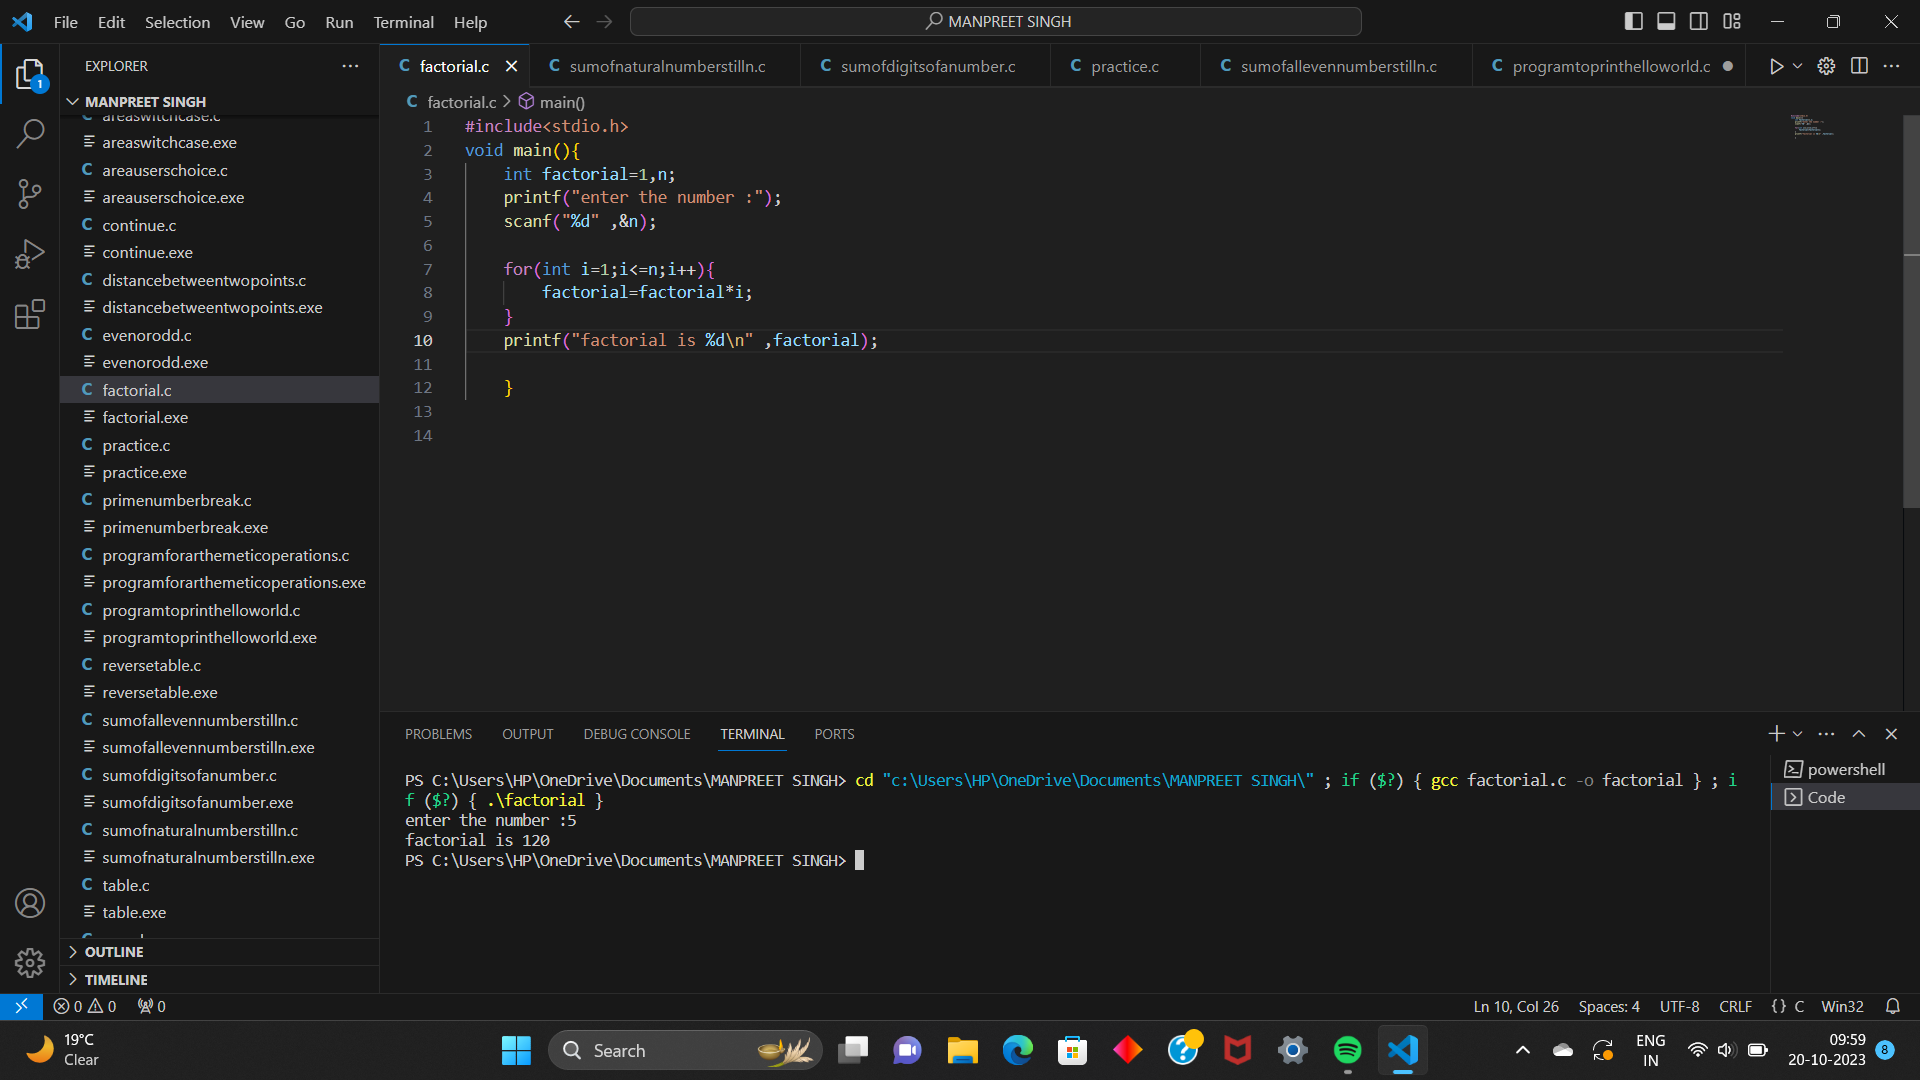 File Edit Selection View Go Run Terminal Help
MANPREET SINGH
EXPLORER
factorial.c
sumofnaturalnumberstilln.c
sumofdigitsofanumber.c
practice.c
sumofallevennumberstilln.c
programtoprinthelloworld.c
MANPREET SINGH
areaswitchcase.c
areaswitchcase.exe
areauserschoice.c
areauserschoice.exe
continue.c
continue.exe
distancebetweentwopoints.c
distancebetweentwopoints.exe
evenorodd.c
evenorodd.exe
factorial.c
factorial.exe
practice.c
practice.exe
primenumberbreak.c
primenumberbreak.exe
programforarthemeticoperations.c
programforarthemeticoperations.exe
programtoprinthelloworld.c
programtoprinthelloworld.exe
reversetable.c
reversetable.exe
sumofallevennumberstilln.c
sumofallevennumberstilln.exe
sumofdigitsofanumber.c
sumofdigitsofanumber.exe
sumofnaturalnumberstilln.c
sumofnaturalnumberstilln.exe
table.c
table.exe
OUTLINE
TIMELINE
factorial.c > main()
1 #include<stdio.h>
2 void main(){
3 int factorial=1,n;
4 printf("enter the number :");
5 scanf("%d" ,&n);
6
7 for(int i=1;i<=n;i++){
8 factorial=factorial*i;
9 }
10 printf("factorial is %d\n" ,factorial);
11
12 }
13
14
PROBLEMS OUTPUT DEBUG CONSOLE TERMINAL PORTS
PS C:\Users\HP\OneDrive\Documents\MANPREET SINGH> cd "c:\Users\HP\OneDrive\Documents\MANPREET SINGH\" ; if ($?) { gcc factorial.c -o factorial } ; i
f ($?) { .\factorial }
enter the number :5
factorial is 120
PS C:\Users\HP\OneDrive\Documents\MANPREET SINGH>
powershell
Code
0 0 0
Ln 10, Col 26 Spaces: 4 UTF-8 CRLF {} C Win32
19°C
Clear
Search
ENG
IN
09:59
20-10-2023
8
1